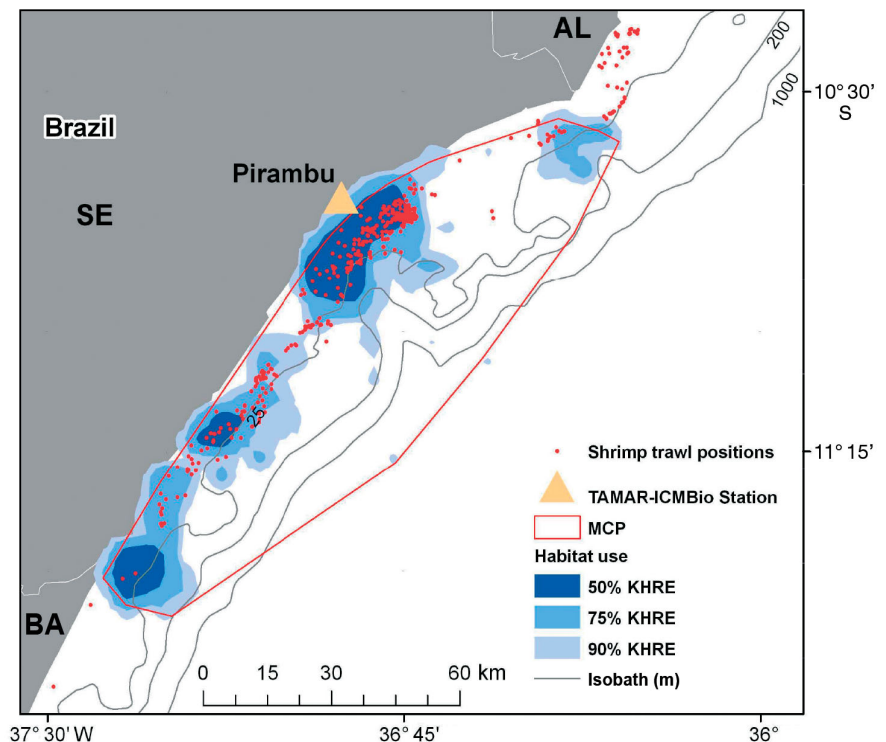 AL
200
1000
10° 30'
S
Brazil
Pirambu
SE
25
11° 15'
Shrimp trawl positions
TAMAR-ICMBio Station
MCP
Habitat use
50% KHRE
75% KHRE
90% KHRE
Isobath (m)
BA
0 15 30 60 km
37° 30' W 36° 45' 36°